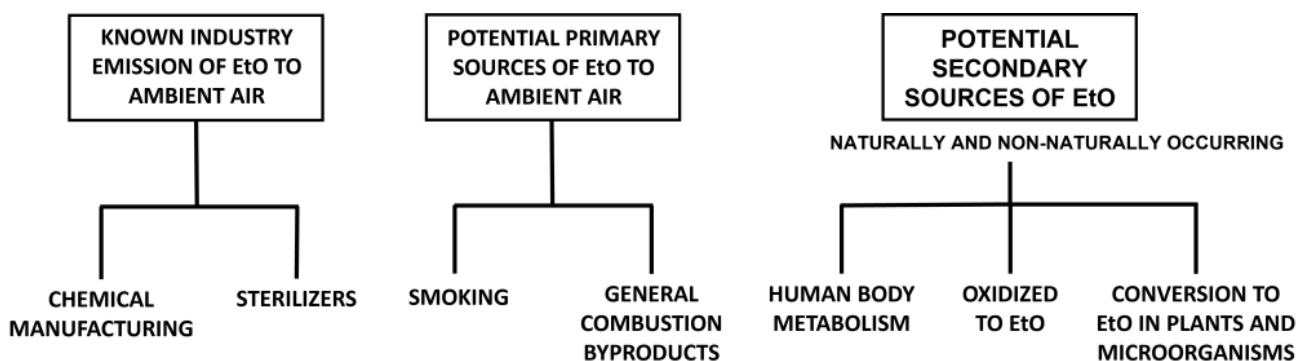 KNOWN INDUSTRY
EMISSION OF EtO TO
AMBIENT AIR
POTENTIAL PRIMARY
SOURCES OF EtO TO
AMBIENT AIR
POTENTIAL
SECONDARY
SOURCES OF EtO
NATURALLY AND NON-NATURALLY OCCURRING
CHEMICAL
MANUFACTURING
STERILIZERS
SMOKING
GENERAL
COMBUSTION
BYPRODUCTS
HUMAN BODY
METABOLISM
OXIDIZED
TO EtO
CONVERSION TO
EtO IN PLANTS AND
MICROORGANISMS